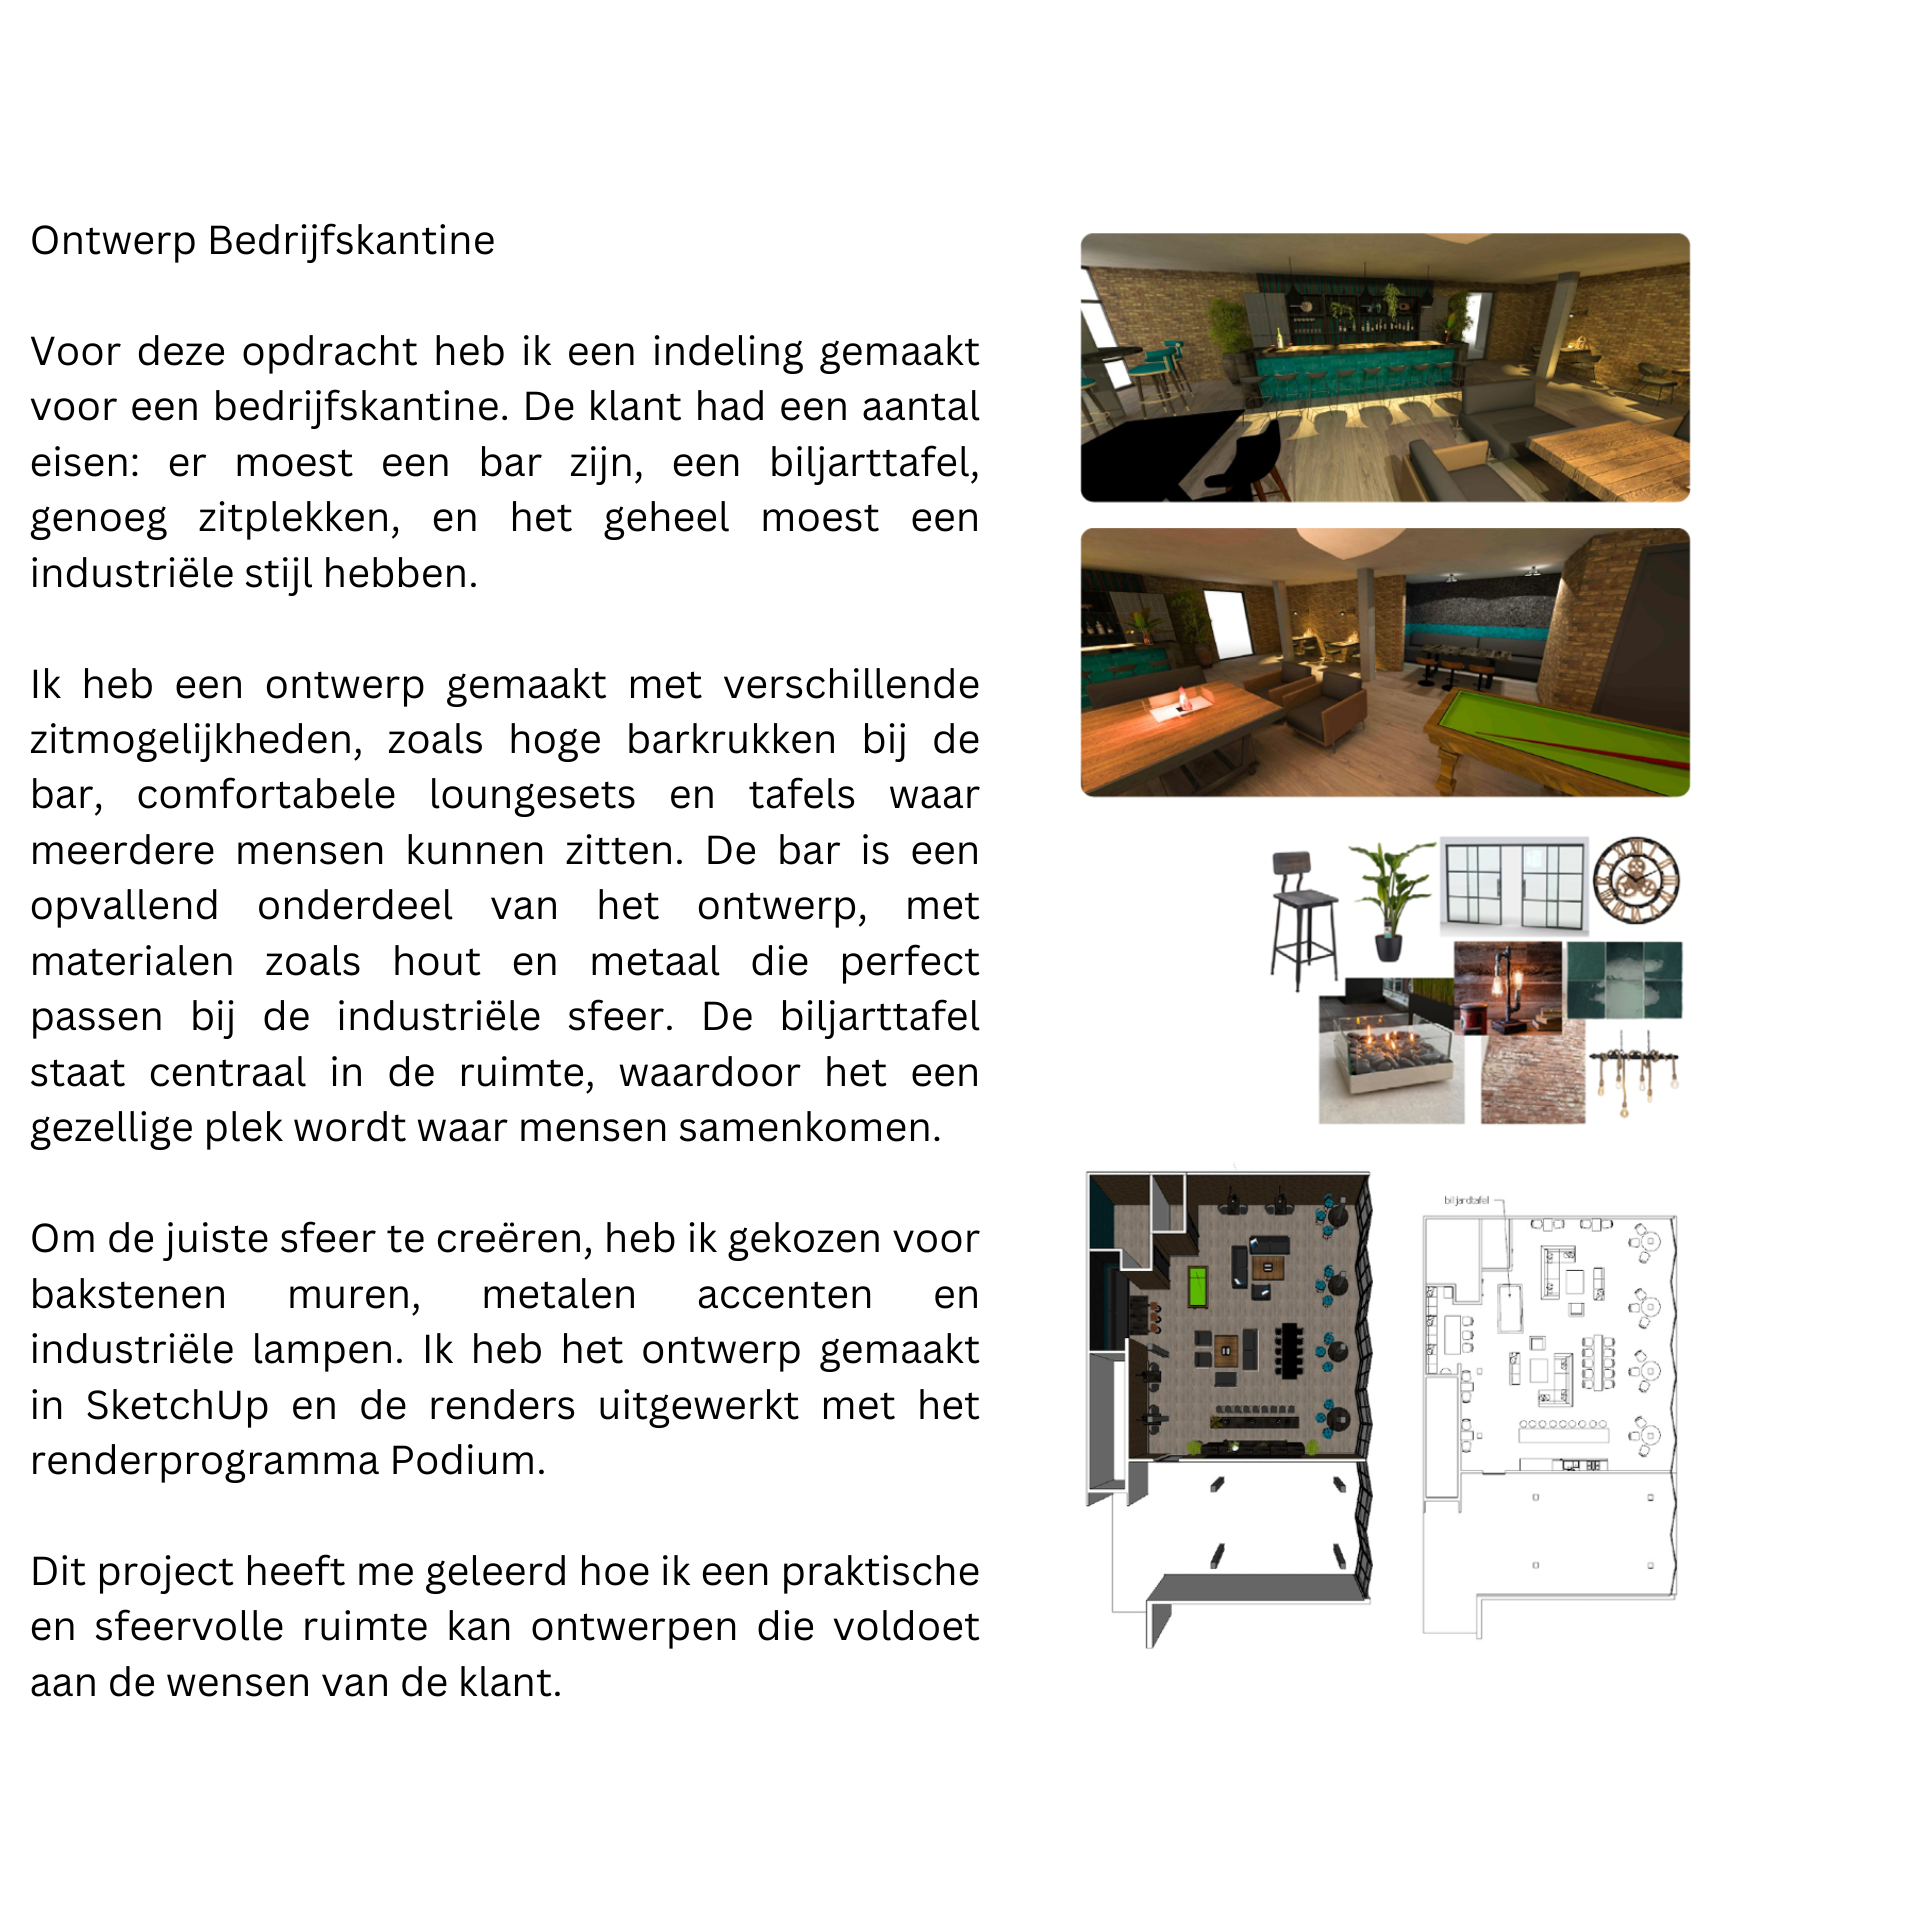 Ontwerp Bedrijfskantine
Voor deze opdracht heb ik een indeling gemaakt
voor een bedrijfskantine. De klant had een aantal
eisen: er moest een bar zijn, een biljarttafel,
genoeg zitplekken, en het geheel moest een
industriële stijl hebben.
Ik heb een ontwerp gemaakt met verschillende
zitmogelijkheden, zoals hoge barkrukken bij de
bar, comfortabele loungesets en tafels waar
meerdere mensen kunnen zitten. De bar is een
opvallend onderdeel van het ontwerp, met
materialen zoals hout en metaal die perfect
passen bij de industriële sfeer. De biljarttafel
staat centraal in de ruimte, waardoor het een
gezellige plek wordt waar mensen samenkomen.
Om de juiste sfeer te creëren, heb ik gekozen voor
bakstenen muren, metalen accenten en
industriële lampen. Ik heb het ontwerp gemaakt
in SketchUp en de renders uitgewerkt met het
renderprogramma Podium.
Dit project heeft me geleerd hoe ik een praktische
en sfeervolle ruimte kan ontwerpen die voldoet
aan de wensen van de klant.
biljardtafel